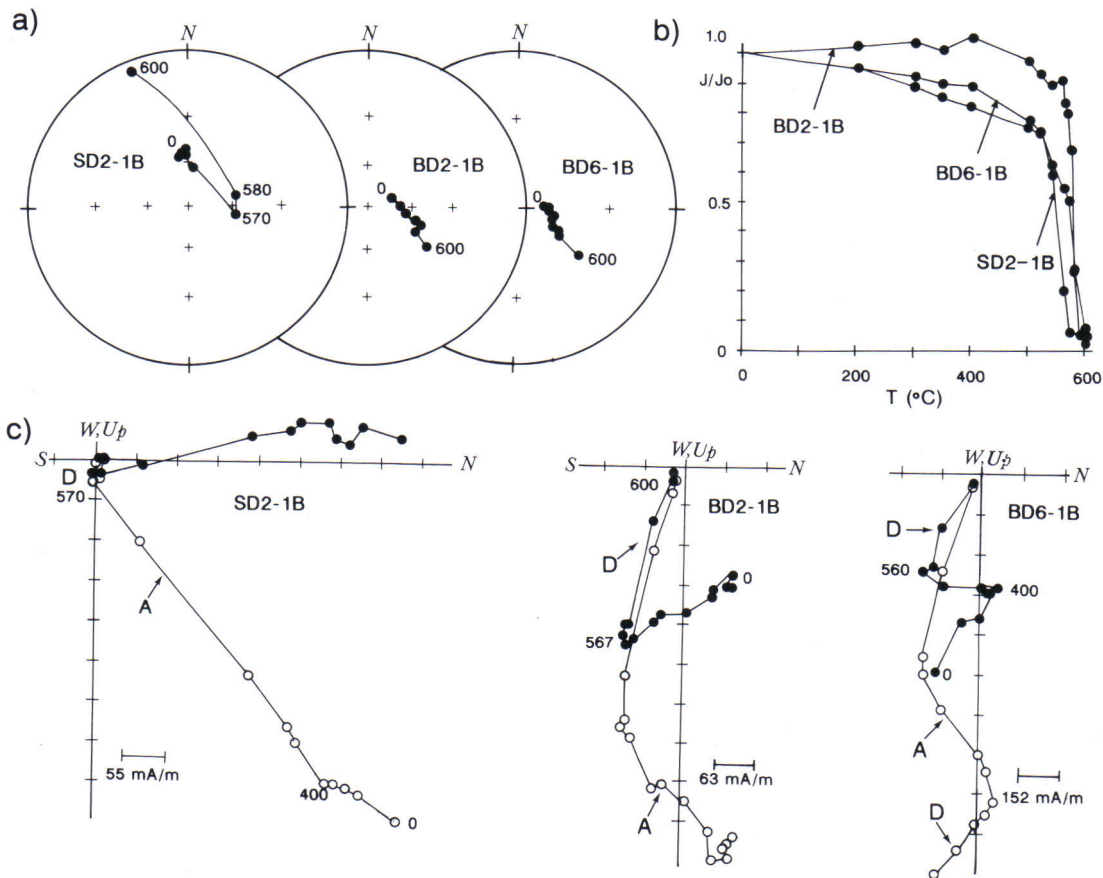 a)
N
600
0
SD2-1B
580
570
N
0
BD2-1B
600
N
BD6-1B
0
600
b)
1.0
J/Jo
BD2-1B
BD6-1B
0.5
SD2-1B
0
0
200
400
600
T (°C)
c)
W,Up
S
N
D
570
SD2-1B
A
400
0
55 mA/m
W,Up
S
N
600
BD2-1B
D
0
567
63 mA/m
A
W,Up
N
BD6-1B
D
560
400
0
A
152 mA/m
D